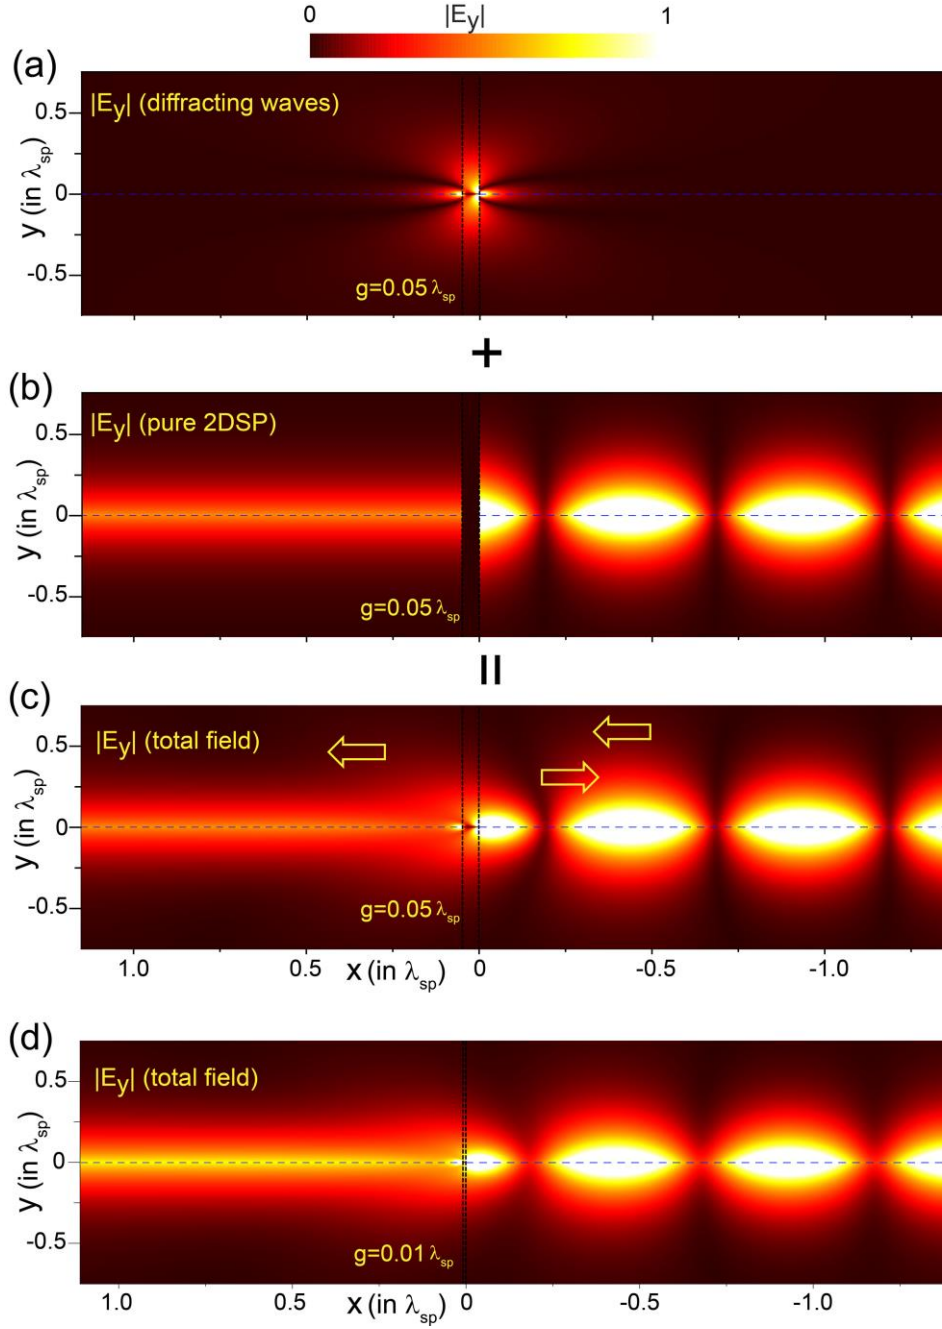 0 |Ey| 1
(a)
|Ey| (diffracting waves)
0.5
0
-0.5
y (in λsp)
g=0.05 λsp
+
(b)
|Ey| (pure 2DSP)
0.5
0
-0.5
y (in λsp)
g=0.05 λsp
=
(c)
|Ey| (total field)
0.5
0
-0.5
y (in λsp)
g=0.05 λsp
1.0 0.5 x (in λsp) 0 -0.5 -1.0
(d)
|Ey| (total field)
0.5
0
-0.5
y (in λsp)
g=0.01 λsp
1.0 0.5 x (in λsp) 0 -0.5 -1.0